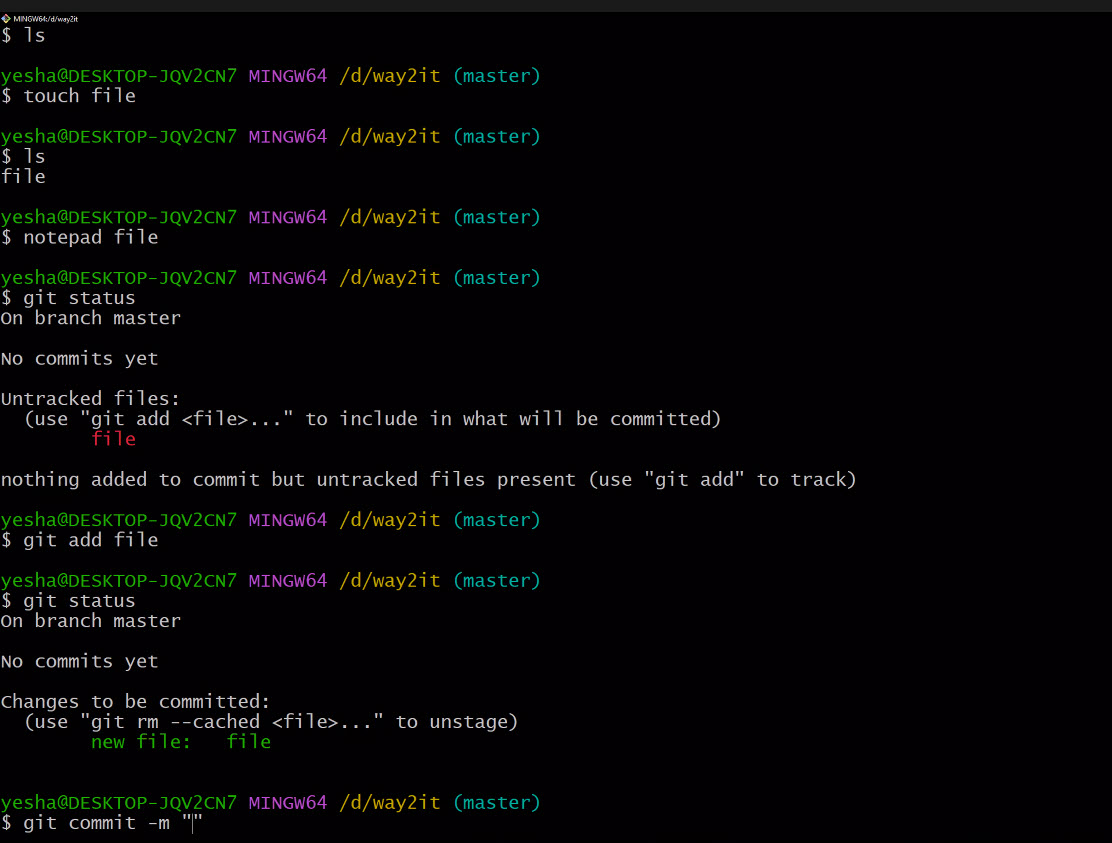 MINGW64:/d/way2it
$ ls
yesha@DESKTOP-JQV2CN7 MINGW64 /d/way2it (master)
$ touch file
yesha@DESKTOP-JQV2CN7 MINGW64 /d/way2it (master)
$ ls
file
yesha@DESKTOP-JQV2CN7 MINGW64 /d/way2it (master)
$ notepad file
yesha@DESKTOP-JQV2CN7 MINGW64 /d/way2it (master)
$ git status
On branch master
No commits yet
Untracked files:
  (use "git add <file>..." to include in what will be committed)
        file
nothing added to commit but untracked files present (use "git add" to track)
yesha@DESKTOP-JQV2CN7 MINGW64 /d/way2it (master)
$ git add file
yesha@DESKTOP-JQV2CN7 MINGW64 /d/way2it (master)
$ git status
On branch master
No commits yet
Changes to be committed:
  (use "git rm --cached <file>..." to unstage)
        new file:   file
yesha@DESKTOP-JQV2CN7 MINGW64 /d/way2it (master)
$ git commit -m ""